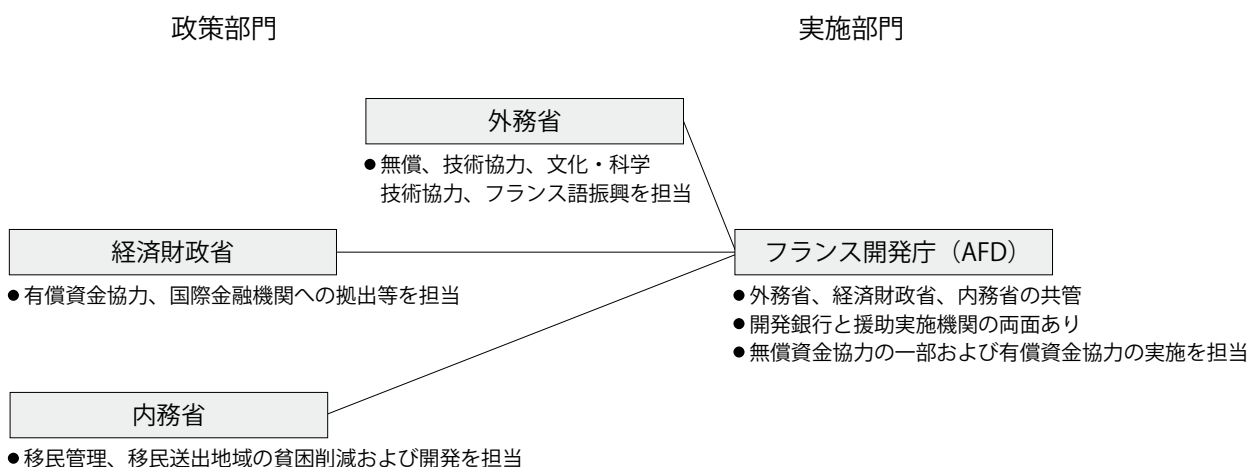 政策部門
実施部門
外務省
●無償、技術協力、文化・科学
技術協力、フランス語振興を担当
経済財政省
●有償資金協力、国際金融機関への拠出等を担当
フランス開発庁（AFD）
●外務省、経済財政省、内務省の共管
●開発銀行と援助実施機関の両面あり
●無償資金協力の一部および有償資金協力の実施を担当
内務省
●移民管理、移民送出地域の貧困削減および開発を担当